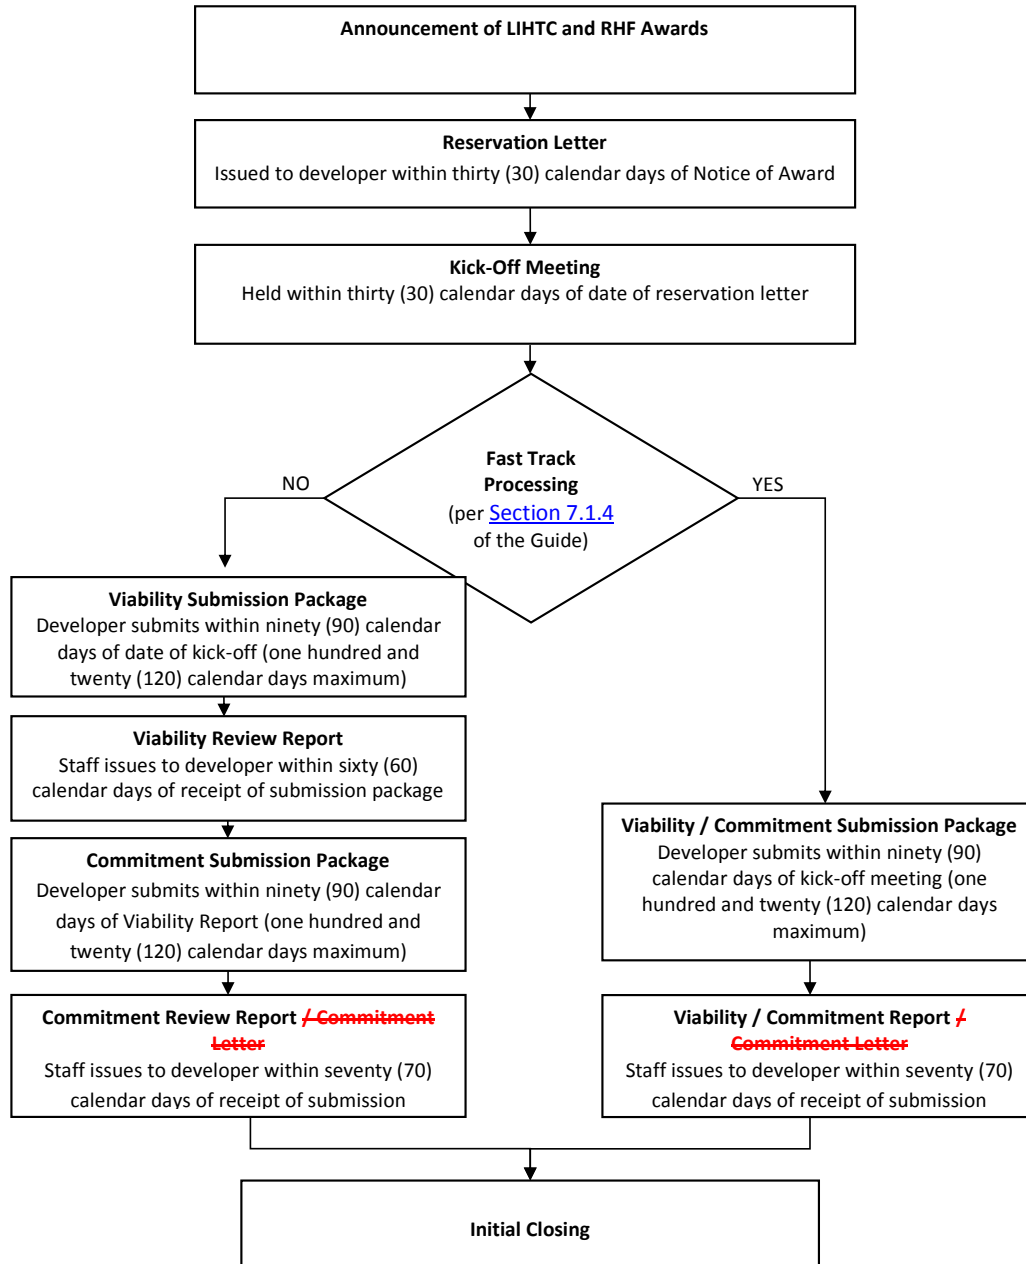 Announcement of LIHTC and RHF Awards
Reservation Letter
Issued to developer within thirty (30) calendar days of Notice of Award
Kick-Off Meeting
Held within thirty (30) calendar days of date of reservation letter
Fast Track
Processing
(per Section 7.1.4
of the Guide)
NO
YES
Viability Submission Package
Developer submits within ninety (90) calendar
days of date of kick-off (one hundred and
twenty (120) calendar days maximum)
Viability Review Report
Staff issues to developer within sixty (60)
calendar days of receipt of submission package
Commitment Submission Package
Developer submits within ninety (90) calendar
days of Viability Report (one hundred and
twenty (120) calendar days maximum)
Commitment Review Report / Commitment
Letter
Staff issues to developer within seventy (70)
calendar days of receipt of submission
Viability / Commitment Submission Package
Developer submits within ninety (90)
calendar days of kick-off meeting (one
hundred and twenty (120) calendar days
maximum)
Viability / Commitment Report /
Commitment Letter
Staff issues to developer within seventy (70)
calendar days of receipt of submission
Initial Closing